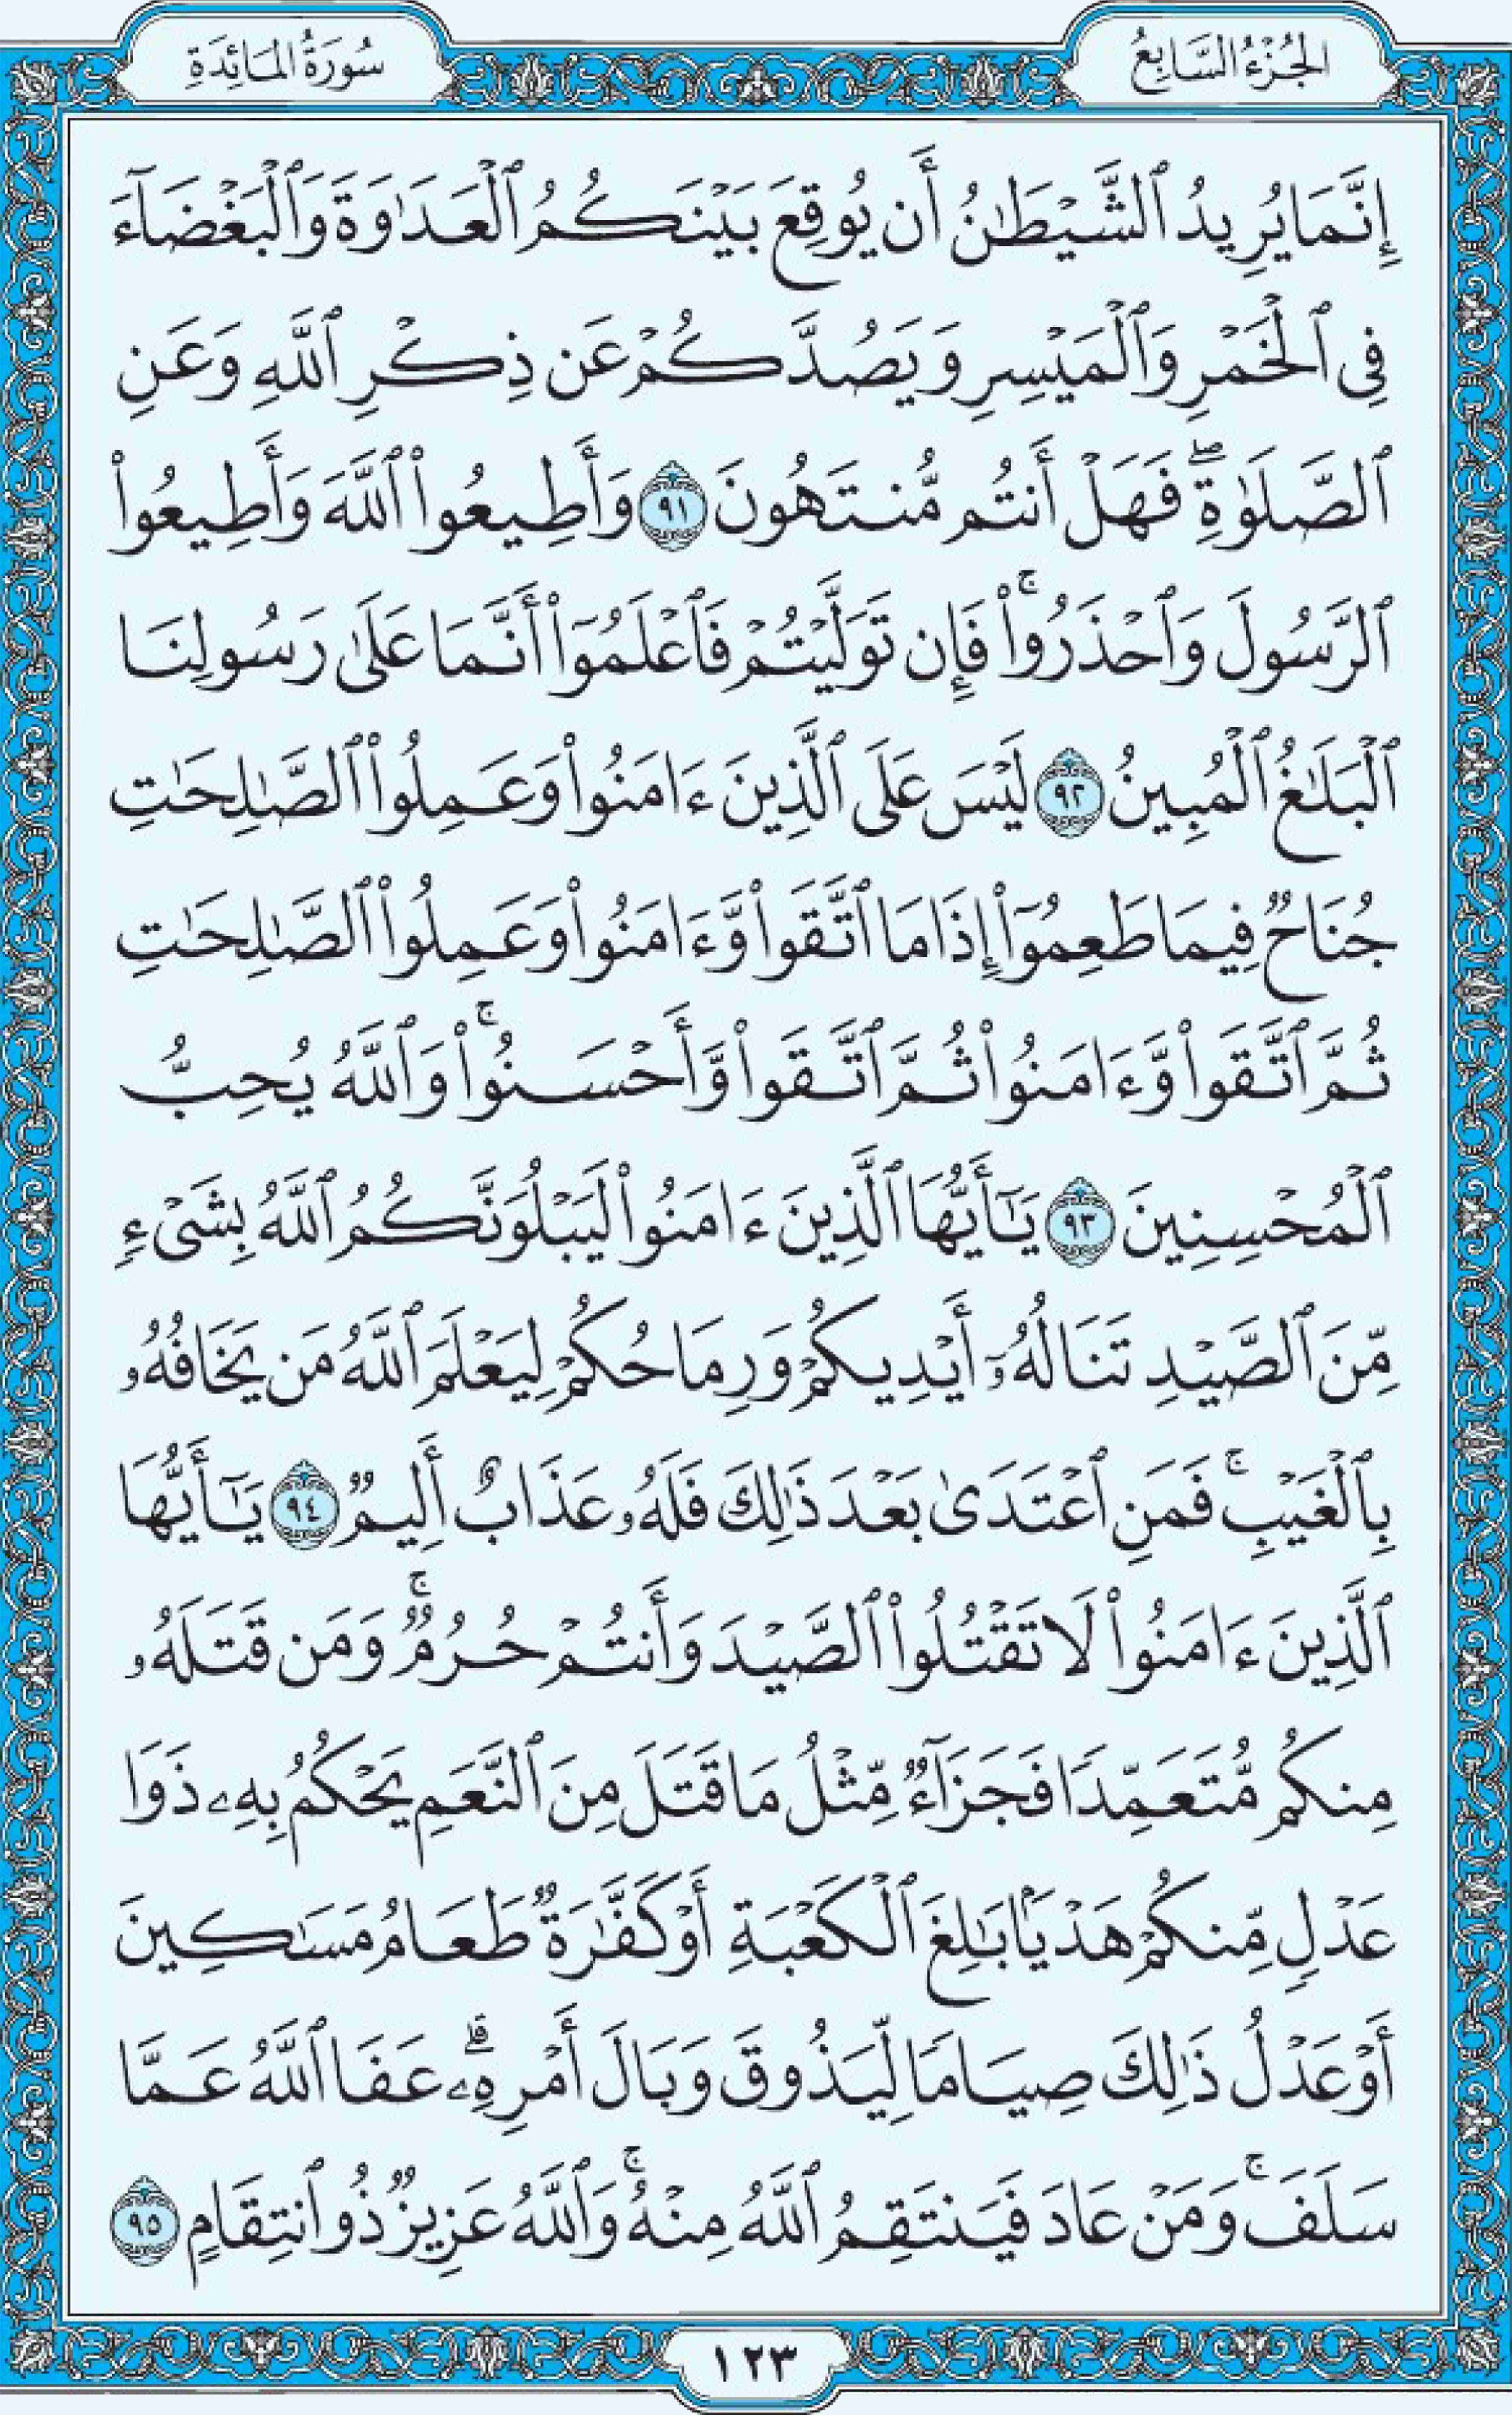 الجُزْءُ السَّابِعُ
سُورَةُ المَائِدَةِ
إِنَّمَا يُرِيدُ ٱلشَّيْطَٰنُ أَن يُوقِعَ بَيْنَكُمُ ٱلْعَدَٰوَةَ وَٱلْبَغْضَآءَ
فِى ٱلْخَمْرِ وَٱلْمَيْسِرِ وَيَصُدَّكُمْ عَن ذِكْرِ ٱللَّهِ وَعَنِ
ٱلصَّلَوٰةِۖ فَهَلْ أَنتُم مُّنتَهُونَ ٩١ وَأَطِيعُوا۟ ٱللَّهَ وَأَطِيعُوا۟
ٱلرَّسُولَ وَٱحْذَرُوا۟ۚ فَإِن تَوَلَّيْتُمْ فَٱعْلَمُوٓا۟ أَنَّمَا عَلَىٰ رَسُولِنَا
ٱلْبَلَٰغُ ٱلْمُبِينُ ٩٢ لَيْسَ عَلَى ٱلَّذِينَ ءَامَنُوا۟ وَعَمِلُوا۟ ٱلصَّٰلِحَٰتِ
جُنَاحٌ فِيمَا طَعِمُوٓا۟ إِذَا مَا ٱتَّقَوا۟ وَّءَامَنُوا۟ وَعَمِلُوا۟ ٱلصَّٰلِحَٰتِ
ثُمَّ ٱتَّقَوا۟ وَّءَامَنُوا۟ ثُمَّ ٱتَّقَوا۟ وَّأَحْسَنُوا۟ۚ وَٱللَّهُ يُحِبُّ
ٱلْمُحْسِنِينَ ٩٣ يَٰٓأَيُّهَا ٱلَّذِينَ ءَامَنُوا۟ لَيَبْلُوَنَّكُمُ ٱللَّهُ بِشَىْءٍ
مِّنَ ٱلصَّيْدِ تَنَالُهُۥٓ أَيْدِيكُمْ وَرِمَاحُكُمْ لِيَعْلَمَ ٱللَّهُ مَن يَخَافُهُۥ
بِٱلْغَيْبِۚ فَمَنِ ٱعْتَدَىٰ بَعْدَ ذَٰلِكَ فَلَهُۥ عَذَابٌ أَلِيمٌ ٩٤ يَٰٓأَيُّهَا
ٱلَّذِينَ ءَامَنُوا۟ لَا تَقْتُلُوا۟ ٱلصَّيْدَ وَأَنتُمْ حُرُمٌۚ وَمَن قَتَلَهُۥ
مِنكُم مُّتَعَمِّدًا فَجَزَآءٌ مِّثْلُ مَا قَتَلَ مِنَ ٱلنَّعَمِ يَحْكُمُ بِهِۦ ذَوَا
عَدْلٍ مِّنكُمْ هَدْيًۢا بَٰلِغَ ٱلْكَعْبَةِ أَوْ كَفَّٰرَةٌ طَعَامُ مَسَٰكِينَ
أَوْ عَدْلُ ذَٰلِكَ صِيَامًا لِّيَذُوقَ وَبَالَ أَمْرِهِۦۗ عَفَا ٱللَّهُ عَمَّا
سَلَفَۚ وَمَنْ عَادَ فَيَنتَقِمُ ٱللَّهُ مِنْهُۚ وَٱللَّهُ عَزِيزٌ ذُو ٱنتِقَامٍ ٩٥
١٢٣